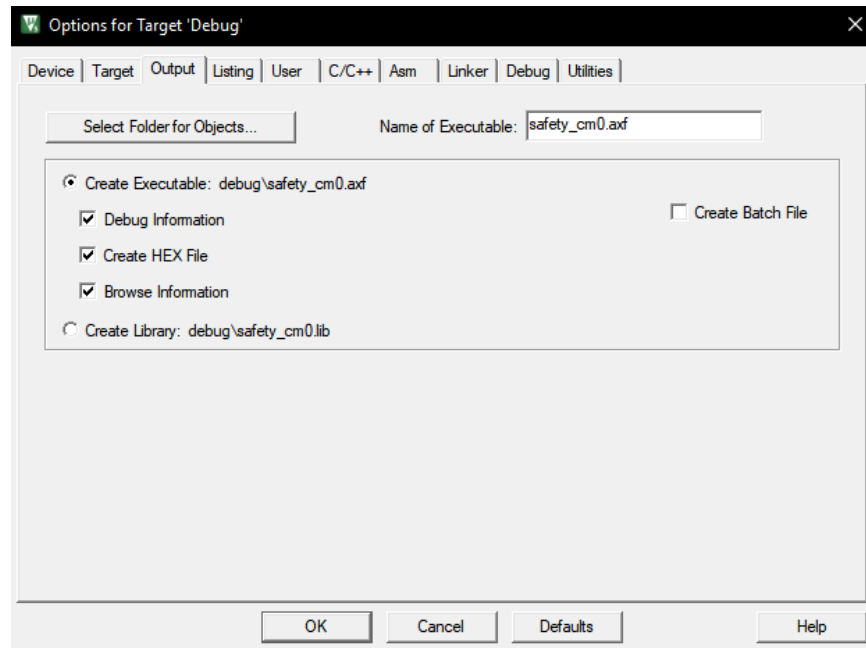 Options for Target 'Debug'
Device Target Output Listing User C/C++ Asm Linker Debug Utilities
Select Folder for Objects... Name of Executable: safety_cm0.axf
Create Executable: debug\safety_cm0.axf
Debug Information Create Batch File
Create HEX File
Browse Information
Create Library: debug\safety_cm0.lib
OK Cancel Defaults Help